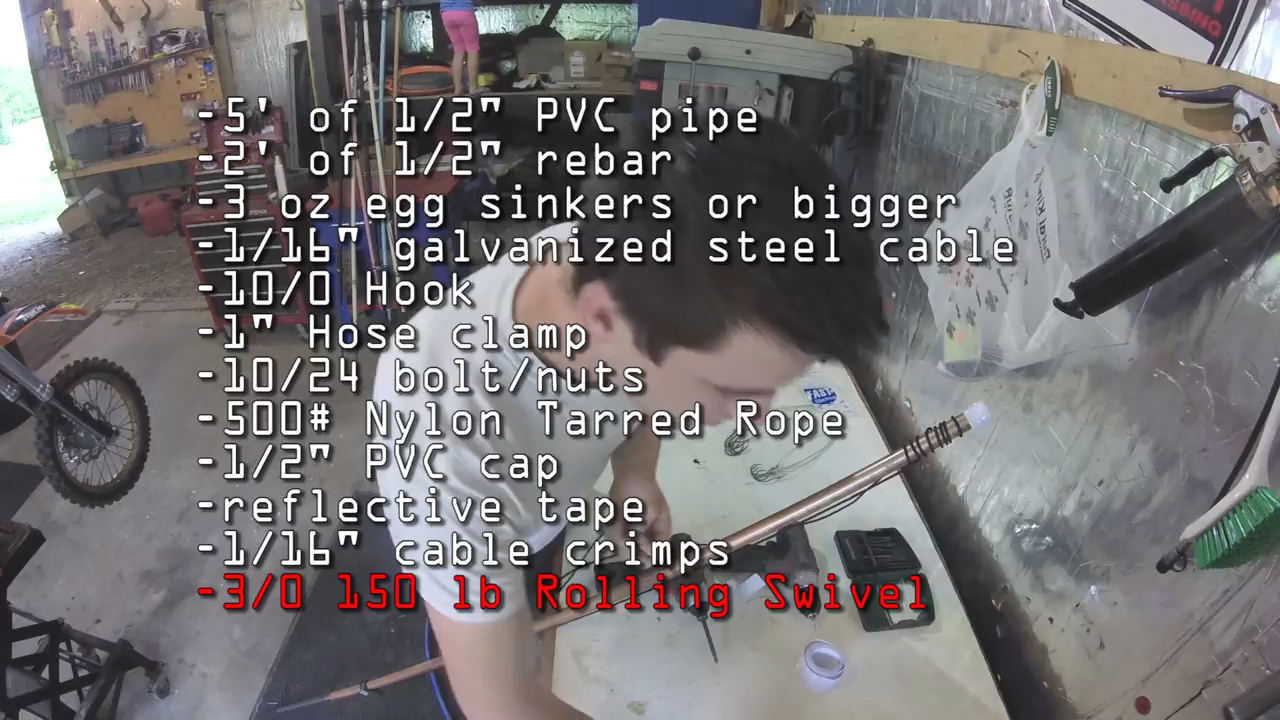 -5' of 1/2" PVC pipe
-2' of 1/2" rebar
-3 oz egg sinkers or bigger
-1/16" galvanized steel cable
-10/0 Hook
-1" Hose clamp
-10/24 bolt/nuts
-500# Nylon Tarred Rope
-1/2" PVC cap
-reflective tape
-1/16" cable crimps
-3/0 150 lb Rolling Swivel